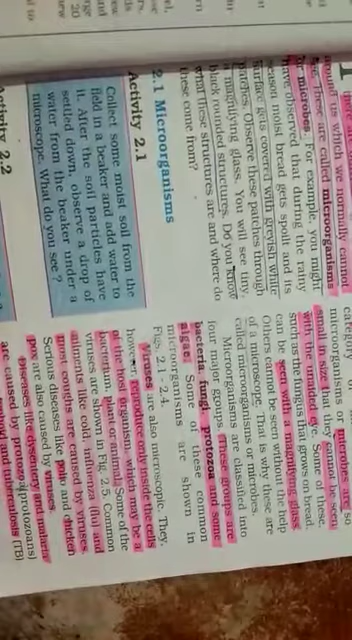 around us which we normally cannot
see. These are called microorganisms
or microbes. For example, you might
have observed that during the rainy
season moist bread gets spoilt and its
surface gets covered with greyish white
patches. Observe these patches through
a magnifying glass. You will see tiny,
black rounded structures. Do you know
what these structures are and where do
these come from?
2.1 Microorganisms
Activity 2.1
Collect some moist soil from the
field in a beaker and add water to
it. After the soil particles have
settled down, observe a drop of
water from the beaker under a
microscope. What do you see ?
Activity 2.2
category
microorganisms or microbes are so
small in size that they cannot be seen
with the unaided eye. Some of these,
such as the fungus that grows on bread,
can be seen with a magnifying glass.
Others cannot be seen without the help
of a microscope. That is why these are
called microorganisms or microbes.
Microorganisms are classified into
four major groups. These groups are
bacteria, fungi, protozoa and some
algae. Some of these common
microorganisms are shown in
Figs. 2.1 - 2.4.
Viruses are also microscopic. They,
however, reproduce only inside the cells
of the host organism, which may be a
bacterium, plant or animal. Some of the
viruses are shown in Fig. 2.5. Common
ailments like cold, influenza (flu) and
most coughs are caused by viruses.
Serious diseases like polio and chicken
pox are also caused by viruses.
Diseases like dysentery and malaria
are caused by protozoa (protozoans)
typhoid and tuberculosis (TB)